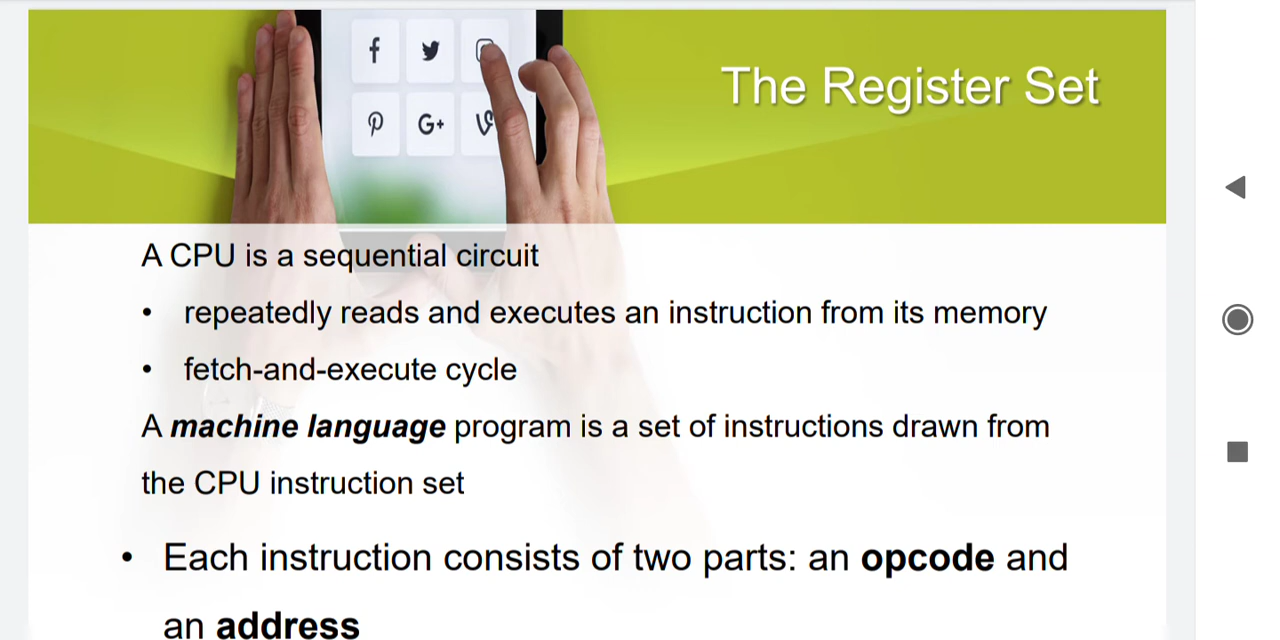 The Register Set
A CPU is a sequential circuit
• repeatedly reads and executes an instruction from its memory
• fetch-and-execute cycle
A machine language program is a set of instructions drawn from
the CPU instruction set
• Each instruction consists of two parts: an opcode and
an address